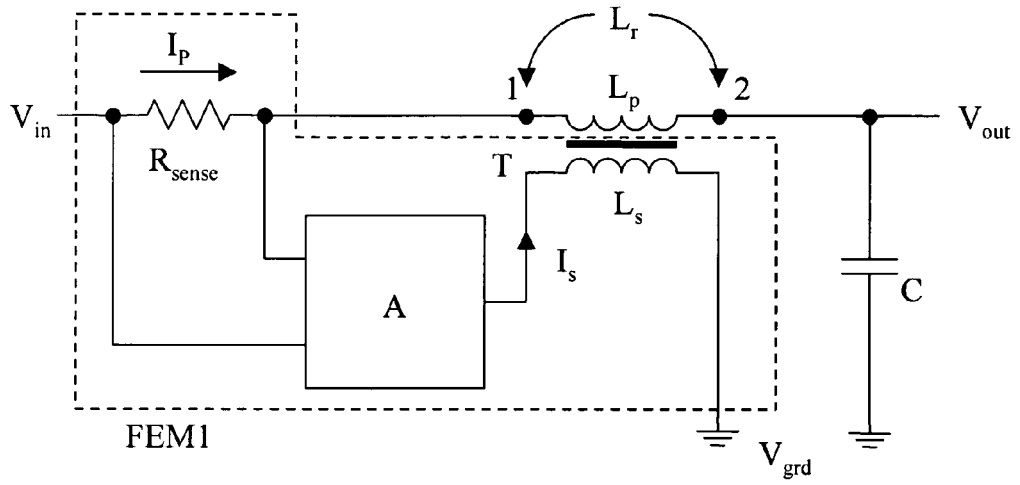 L_r
I_P
1
L_p
2
V_in
V_out
R_sense
T
L_s
I_s
A
C
FEM1
V_grd